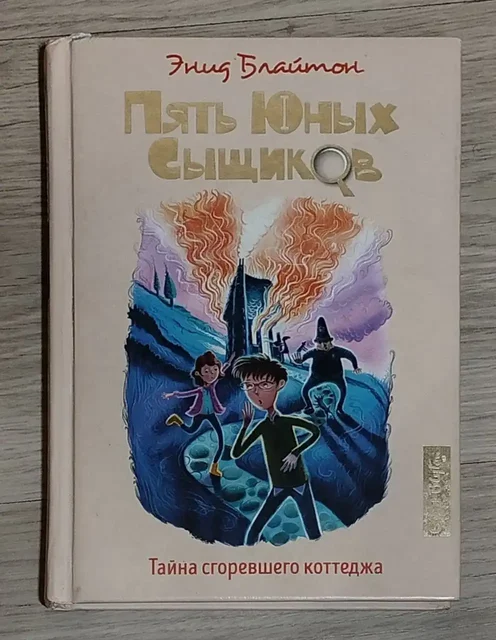 Энид Блайтон
Пять Юных
Сыщиков
Тайна сгоревшего коттеджа